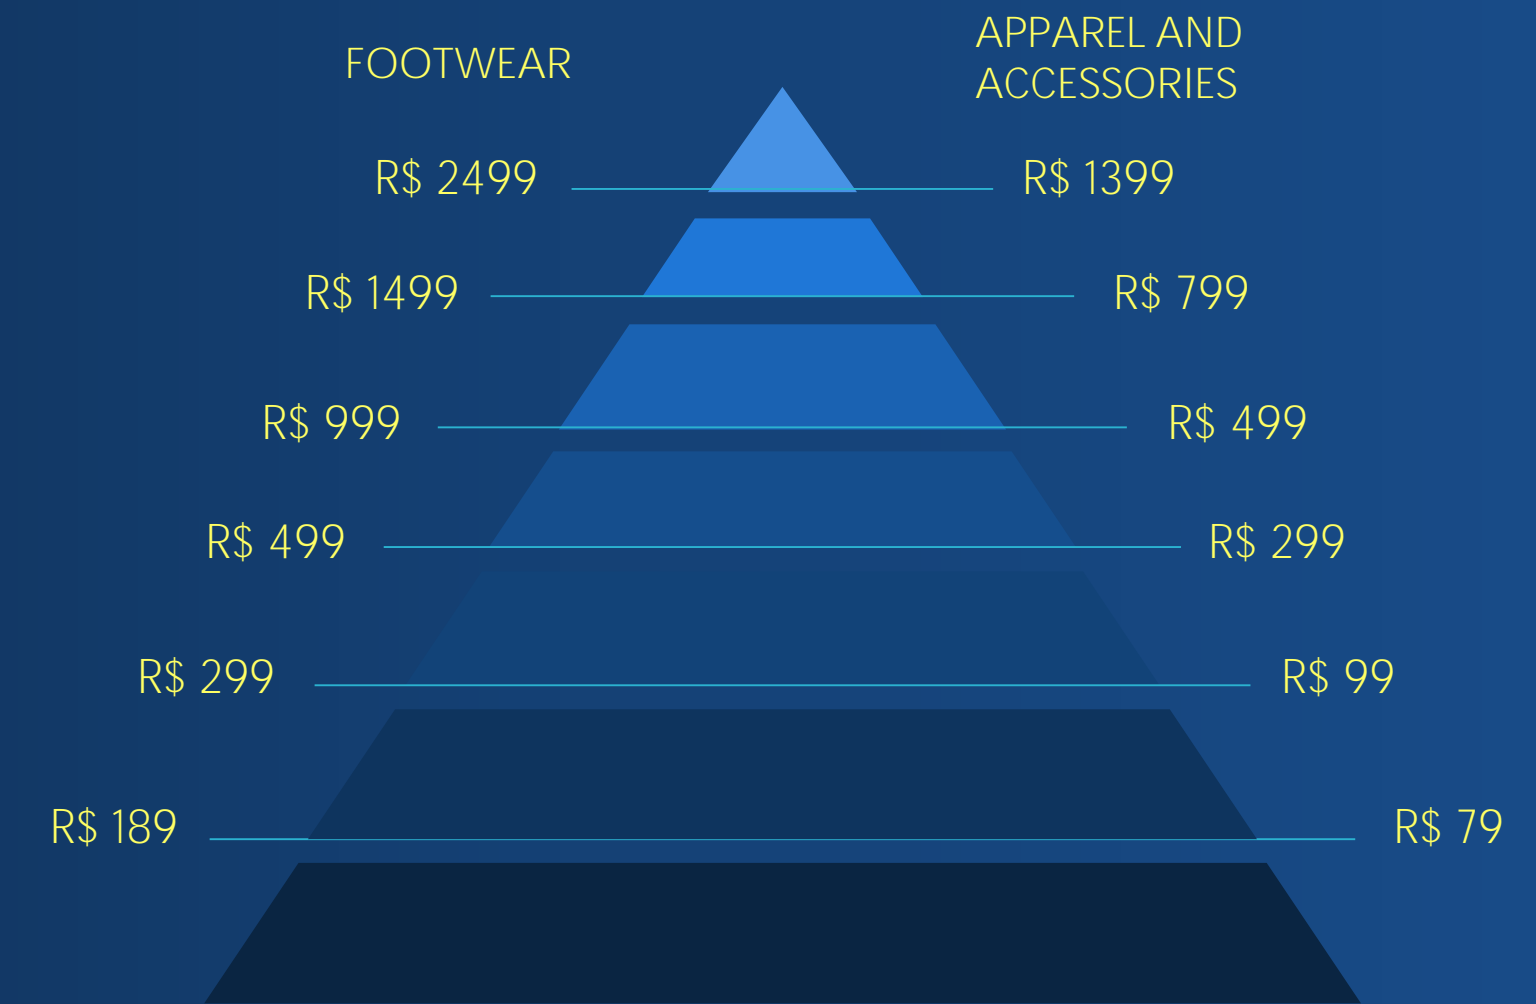 FOOTWEAR
APPAREL AND
ACCESSORIES
R$ 2499
R$ 1399
R$ 1499
R$ 799
R$ 999
R$ 499
R$ 499
R$ 299
R$ 299
R$ 99
R$ 189
R$ 79